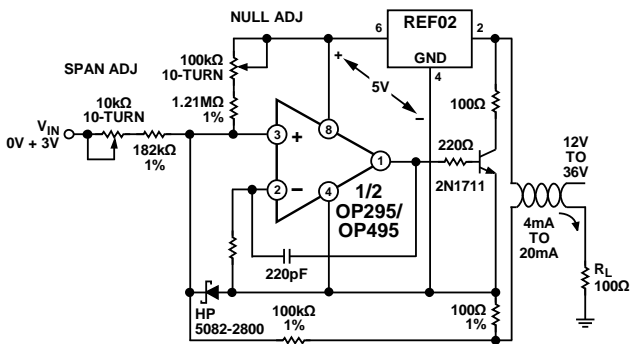 NULL ADJ
REF02
6
2
GND
4
SPAN ADJ
100kΩ
10-TURN
+
5V
–
10kΩ
10-TURN
1.21MΩ
1%
100Ω
VIN
0V + 3V
182kΩ
1%
3
+
8
1
220Ω
12V
TO
36V
2
–
4
1/2
OP295/
OP495
2N1711
220pF
4mA
TO
20mA
RL
100Ω
HP
5082-2800
100kΩ
1%
100Ω
1%